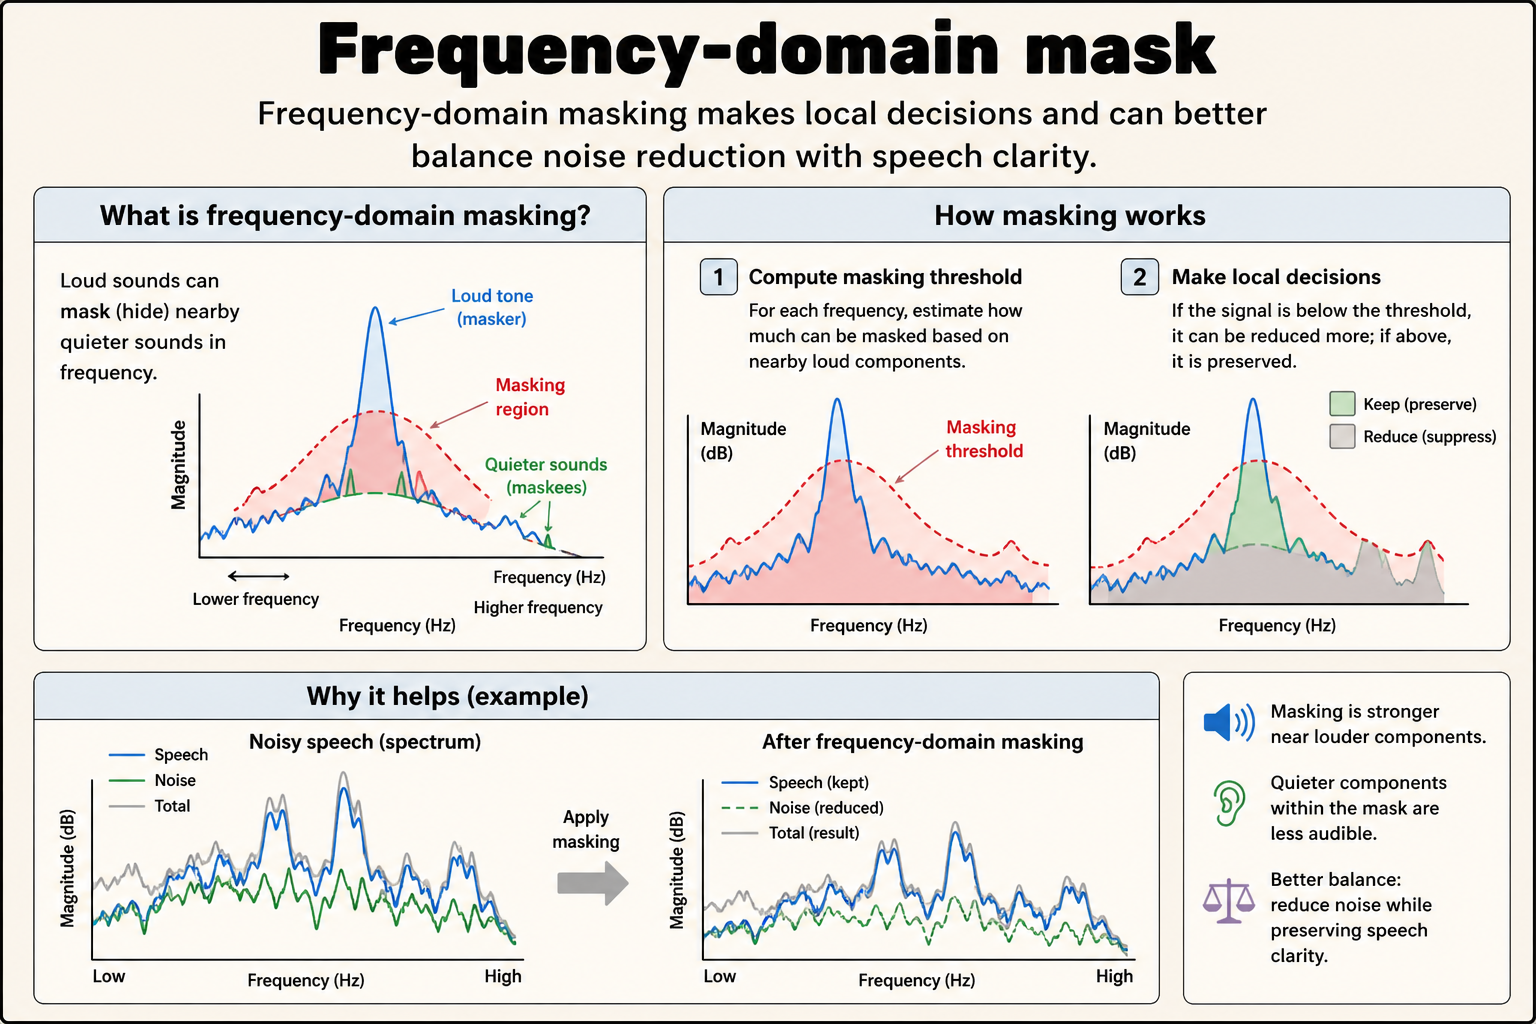 Frequency-domain mask
Frequency-domain masking makes local decisions and can better
balance noise reduction with speech clarity.
What is frequency-domain masking?
Loud sounds can
mask (hide) nearby
quieter sounds in
frequency.
Loud tone
(masker)
Masking
region
Quieter sounds
(maskees)
Magnitude
Frequency (Hz)
Lower frequency
Higher frequency
Frequency (Hz)
How masking works
1
Compute masking threshold
For each frequency, estimate how
much can be masked based on
nearby loud components.
Magnitude
(dB)
Masking
threshold
Frequency (Hz)
2
Make local decisions
If the signal is below the threshold,
it can be reduced more; if above,
it is preserved.
Keep (preserve)
Reduce (suppress)
Magnitude
(dB)
Frequency (Hz)
Why it helps (example)
Noisy speech (spectrum)
Speech
Noise
Total
Magnitude (dB)
Low
Frequency (Hz)
High
Apply
masking
After frequency-domain masking
Speech (kept)
Noise (reduced)
Total (result)
Magnitude (dB)
Low
Frequency (Hz)
High
Masking is stronger
near louder components.
Quieter components
within the mask are
less audible.
Better balance:
reduce noise while
preserving speech
clarity.